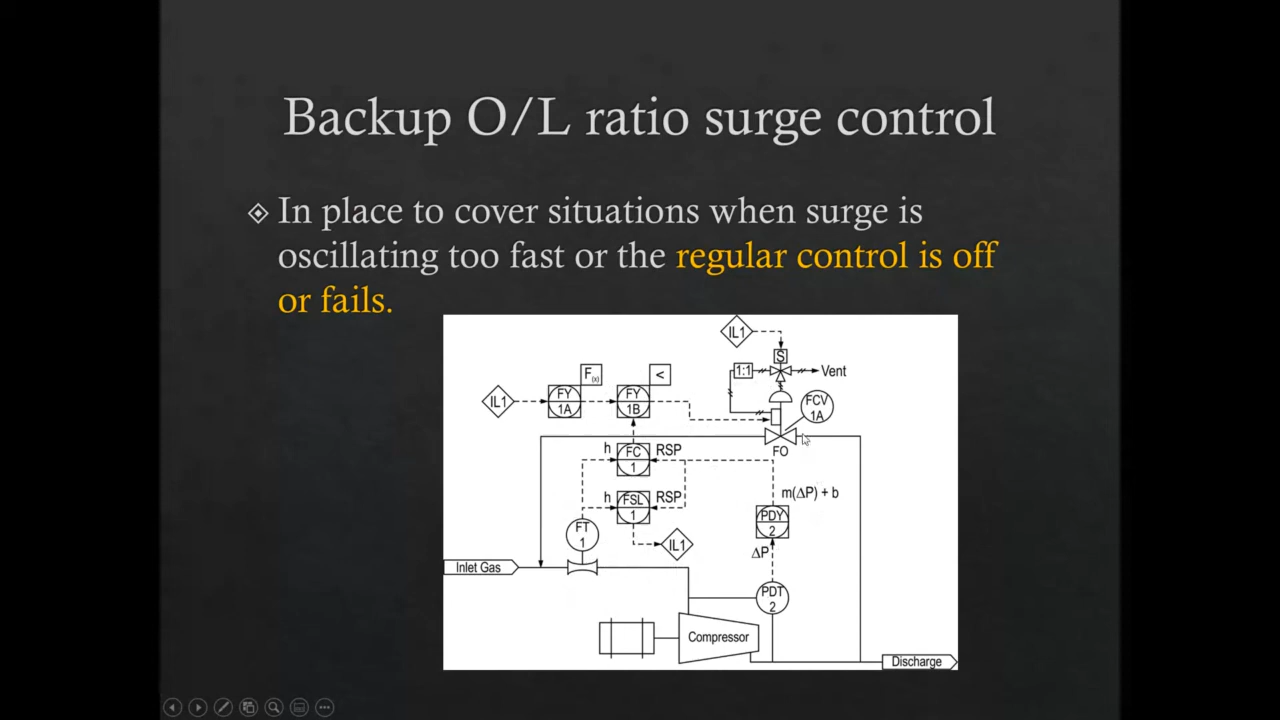 Backup O/L ratio surge control
In place to cover situations when surge is
oscillating too fast or the regular control is off
or fails.
IL1
S
1:1
Vent
F(x)
<
IL1
FY
1A
FY
1B
FCV
1A
FO
h
FC
1
RSP
m(ΔP) + b
h
FSL
1
RSP
PDY
2
FT
1
IL1
ΔP
Inlet Gas
PDT
2
Compressor
Discharge